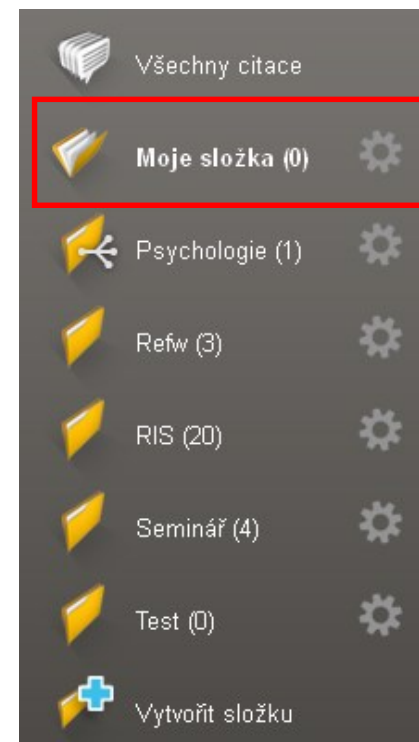 Všechny citace
Moje složka (0)
Psychologie (1)
Refw (3)
RIS (20)
Seminář (4)
Test (0)
Vytvořit složku